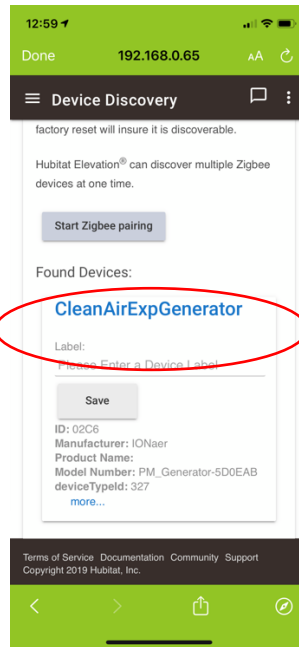 12:59
Done 192.168.0.65 AA
Device Discovery
factory reset will insure it is discoverable.
Hubitat Elevation® can discover multiple Zigbee
devices at one time.
Start Zigbee pairing
Found Devices:
CleanAirExpGenerator
Label:
Please Enter a Device Label
Save
ID: 02C6
Manufacturer: IONaer
Product Name:
Model Number: PM_Generator-5D0EAB
deviceTypeId: 327
more...
Terms of Service Documentation Community Support
Copyright 2019 Hubitat, Inc.